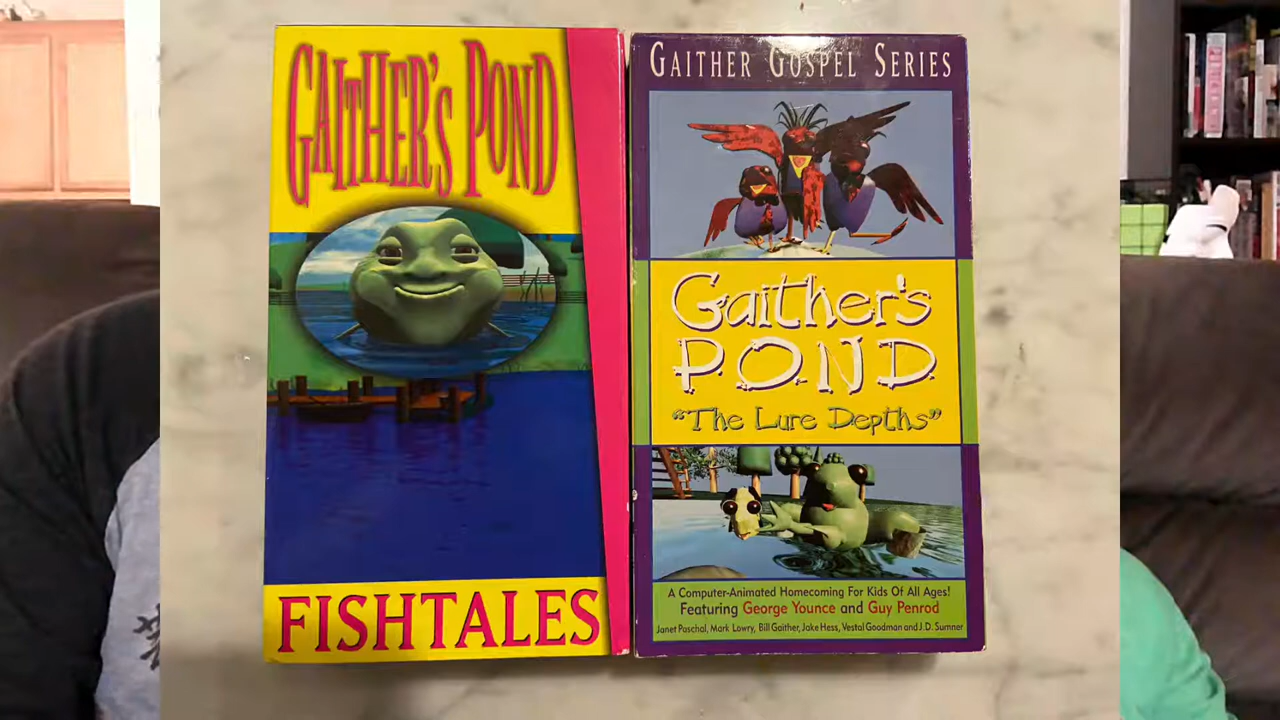 GAITHER'S POND
FISHTALES
GAITHER GOSPEL SERIES
Gaither's
POND
"The Lure Depths"
A Computer-Animated Homecoming For Kids Of All Ages!
Featuring George Younce and Guy Penrod
Janet Paschal, Mark Lowry, Bill Gaither, Jake Hess, Vestal Goodman and J.D. Sumner